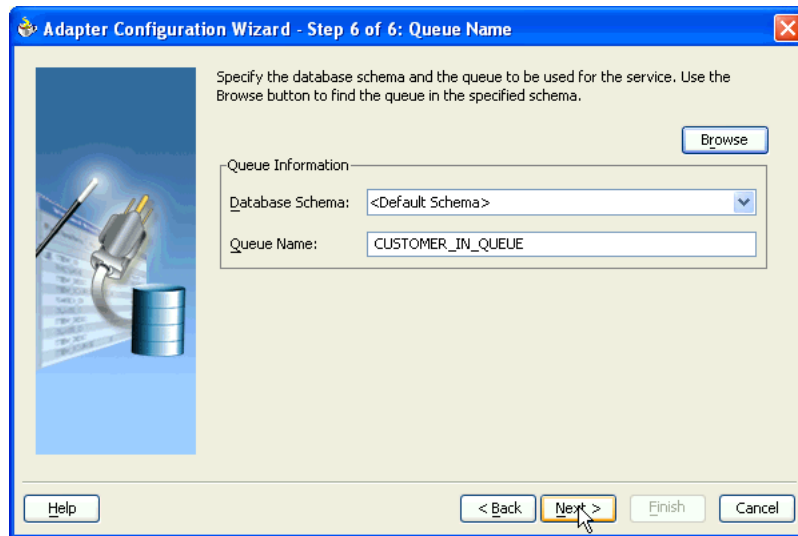 Adapter Configuration Wizard - Step 6 of 6: Queue Name
Specify the database schema and the queue to be used for the service. Use the
Browse button to find the queue in the specified schema.
Browse
Queue Information
Database Schema: <Default Schema>
Queue Name: CUSTOMER_IN_QUEUE
Help
< Back
Next >
Finish
Cancel